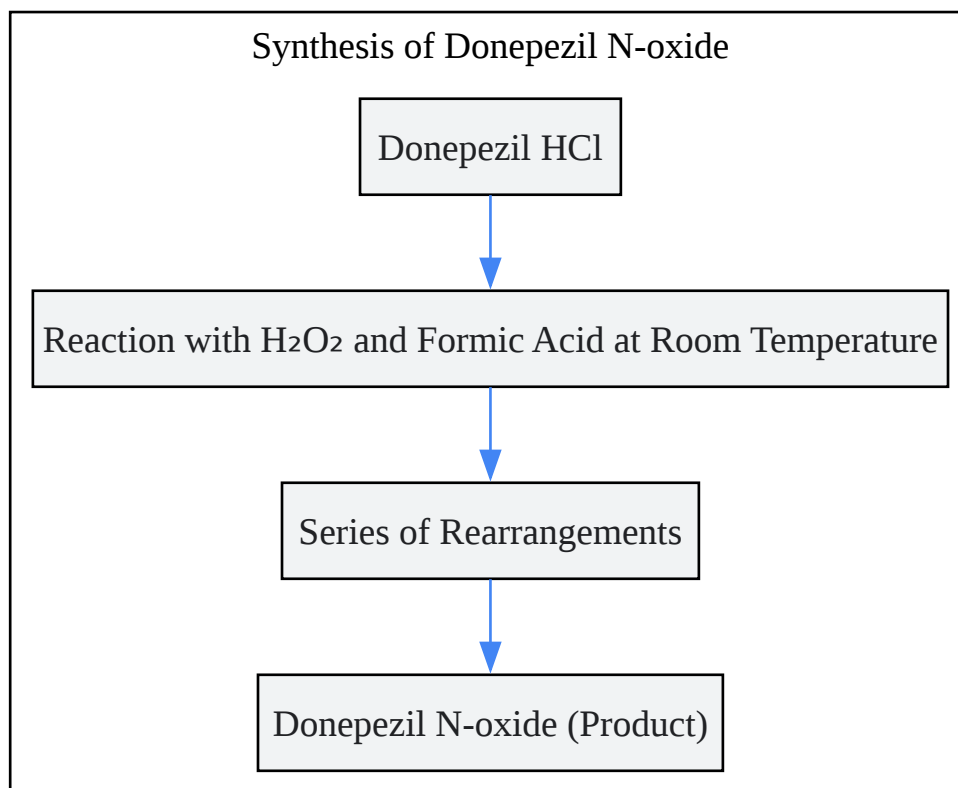 Synthesis of Donepezil N-oxide
Donepezil HCl
Reaction with H₂O₂ and Formic Acid at Room Temperature
Series of Rearrangements
Donepezil N-oxide (Product)